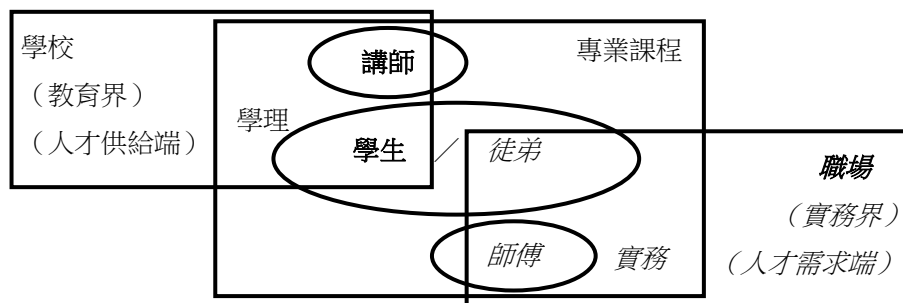 學校
（教育界）
（人才供給端）
講師
專業課程
學理
學生 ／ 徒弟
職場
（實務界）
（人才需求端）
師傅
實務